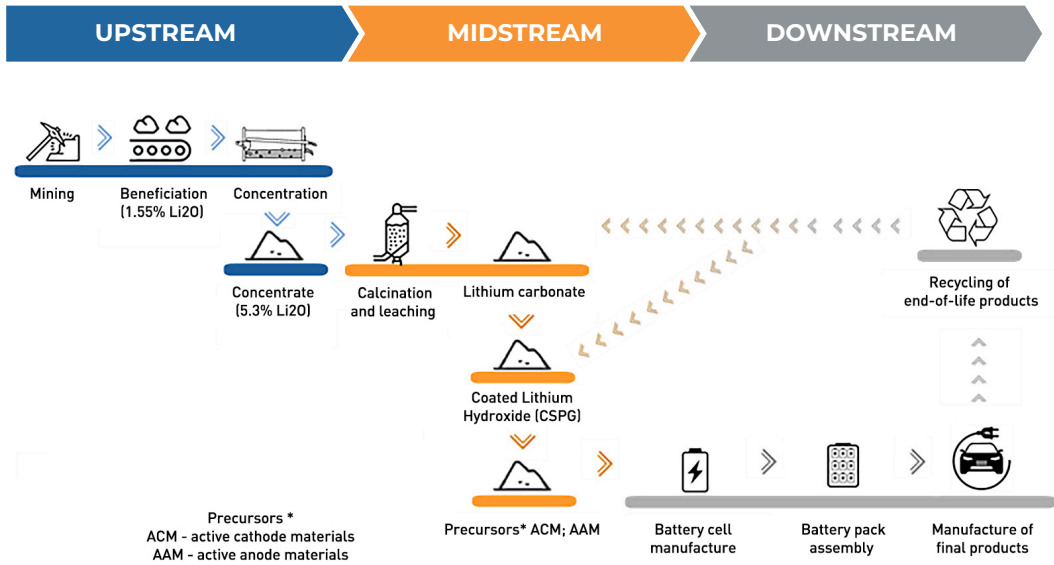 UPSTREAM
MIDSTREAM
DOWNSTREAM
Mining
Beneficiation
(1.55% Li2O)
Concentration
Concentrate
(5.3% Li2O)
Calcination
and leaching
Lithium carbonate
Recycling of
end-of-life products
Coated Lithium
Hydroxide (CSPG)
Precursors* ACM; AAM
Battery cell
manufacture
Battery pack
assembly
Manufacture of
final products
Precursors *
ACM - active cathode materials
AAM - active anode materials